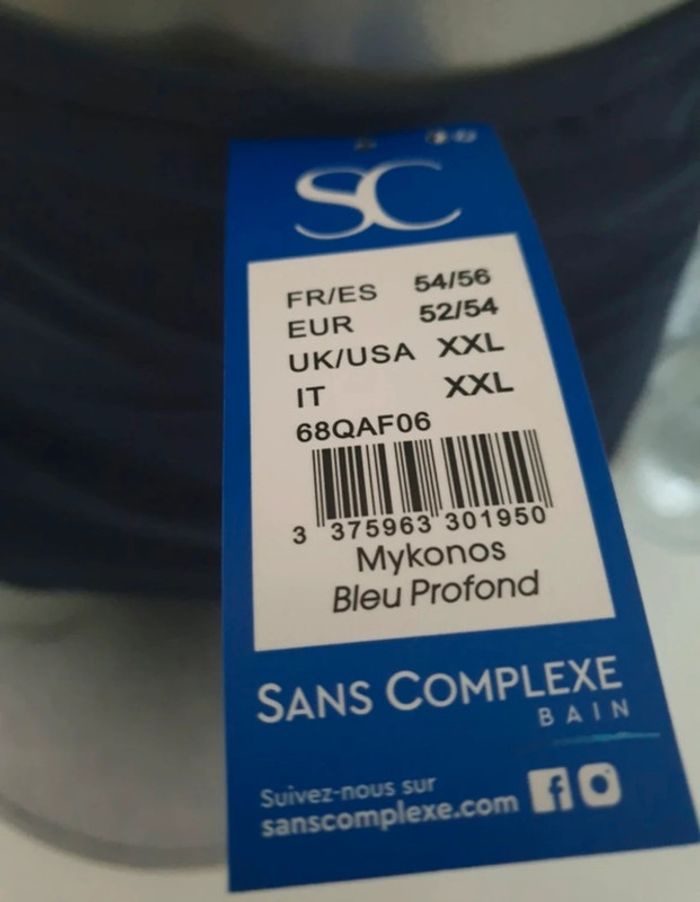 SC
FR/ES 54/56
EUR 52/54
UK/USA XXL
IT XXL
68QAF06
3 375963 301950
Mykonos
Bleu Profond
SANS COMPLEXE
BAIN
Suivez-nous sur
sanscomplexe.com